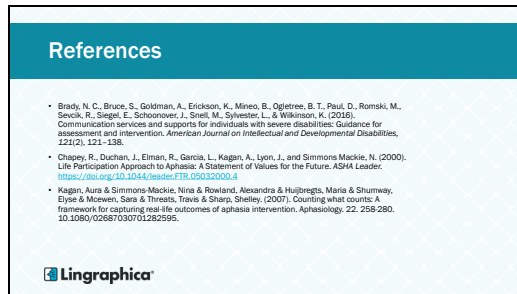 References
• Brady, N. C., Bruce, S., Goldman, A., Erickson, K., Mineo, B., Ogletree, B. T., Paul, D., Romski, M.,
Sevcik, R., Siegel, E., Schoonover, J., Snell, M., Sylvester, L., & Wilkinson, K. (2016).
Communication services and supports for individuals with severe disabilities: Guidance for
assessment and intervention. American Journal on Intellectual and Developmental Disabilities,
121(2), 121–138.
• Chapey, R., Duchan, J., Elman, R., Garcia, L., Kagan, A., Lyon, J., and Simmons Mackie, N. (2000).
Life Participation Approach to Aphasia: A Statement of Values for the Future. ASHA Leader.
https://doi.org/10.1044/leader.FTR.05032000.4
• Kagan, Aura & Simmons-Mackie, Nina & Rowland, Alexandra & Huijbregts, Maria & Shumway,
Elyse & Mcewen, Sara & Threats, Travis & Sharp, Shelley. (2007). Counting what counts: A
framework for capturing real-life outcomes of aphasia intervention. Aphasiology. 22. 258-280.
10.1080/02687030701282595.
Lingraphica